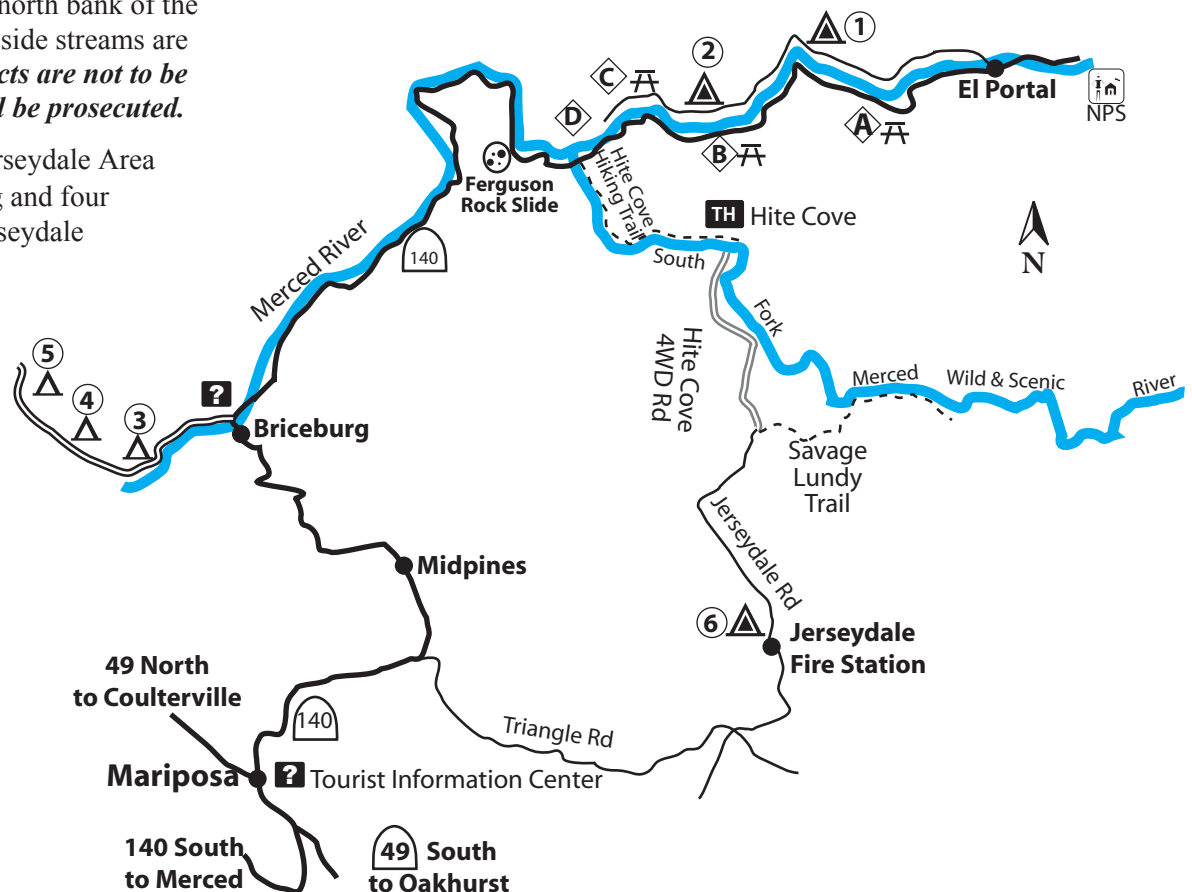 north bank of the
side streams are
cts are not to be
d be prosecuted.
rseydale Area
g and four
seydale
1
2
C
D
El Portal
NPS
A
B
Ferguson
Rock Slide
Hite Cove
Hiking Trail
TH Hite Cove
N
South
Merced River
140
Fork
Hite Cove
4WD Rd
Merced
Wild & Scenic
River
5
4
3
?
Briceburg
Savage
Lundy
Trail
Jerseydale Rd
Midpines
6
Jerseydale
Fire Station
49 North
to Coulterville
140
Triangle Rd
Mariposa
? Tourist Information Center
140 South
to Merced
49 South
to Oakhurst